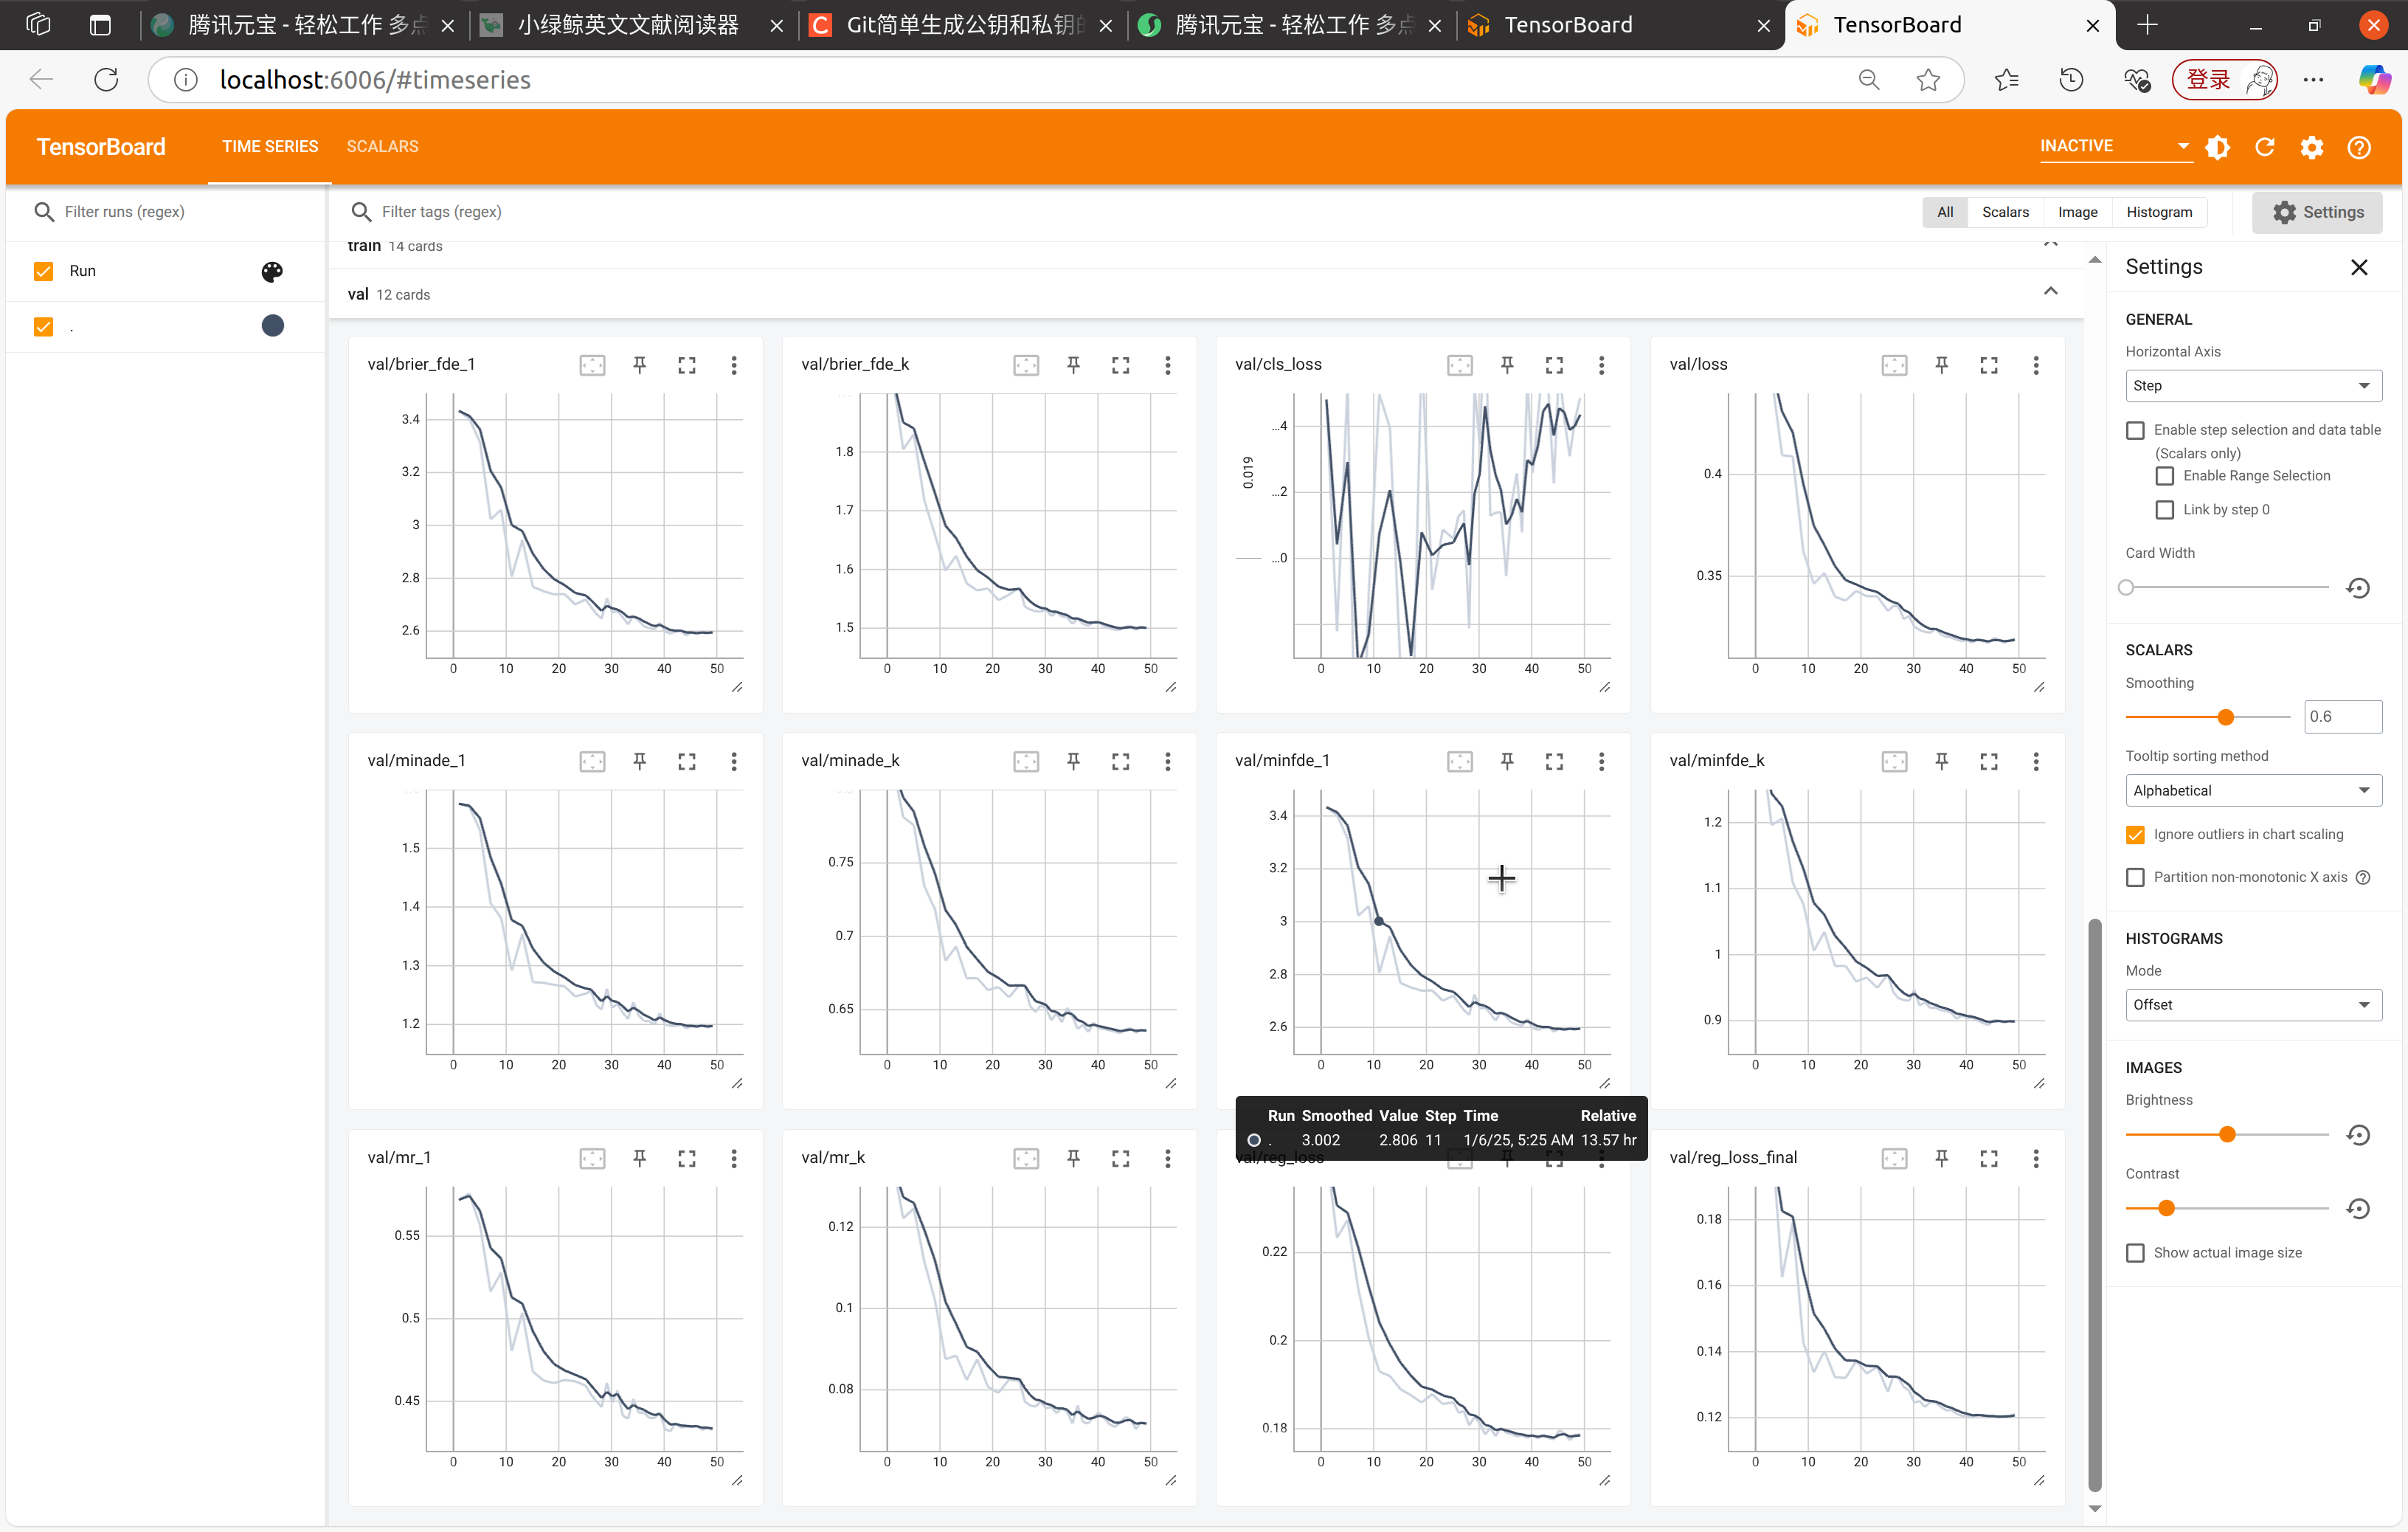 腾讯元宝 - 轻松工作 多点
小绿鲸英文文献阅读器
Git简单生成公钥和私钥
腾讯元宝 - 轻松工作 多点
TensorBoard
TensorBoard
localhost:6006/#timeseries
登录
TensorBoard
TIME SERIES
SCALARS
INACTIVE
Filter runs (regex)
Filter tags (regex)
All
Scalars
Image
Histogram
Settings
Run
.
train 14 cards
val 12 cards
val/brier_fde_1
3.4
3.2
3
2.8
2.6
0 10 20 30 40 50
val/brier_fde_k
1.8
1.7
1.6
1.5
0 10 20 30 40 50
val/cls_loss
0.019
...4
...2
...0
0 10 20 30 40 50
val/loss
0.4
0.35
0 10 20 30 40 50
val/minade_1
1.5
1.4
1.3
1.2
0 10 20 30 40 50
val/minade_k
0.75
0.7
0.65
0 10 20 30 40 50
val/minfde_1
3.4
3.2
3
2.8
2.6
0 10 20 30 40 50
val/minfde_k
1.2
1.1
1
0.9
0 10 20 30 40 50
Run Smoothed Value Step Time Relative
. 3.002 2.806 11 1/6/25, 5:25 AM 13.57 hr
val/mr_1
0.55
0.5
0.45
0 10 20 30 40 50
val/mr_k
0.12
0.1
0.08
0 10 20 30 40 50
val/reg_loss
0.22
0.2
0.18
0 10 20 30 40 50
val/reg_loss_final
0.18
0.16
0.14
0.12
0 10 20 30 40 50
Settings
GENERAL
Horizontal Axis
Step
Enable step selection and data table
(Scalars only)
Enable Range Selection
Link by step 0
Card Width
SCALARS
Smoothing
0.6
Tooltip sorting method
Alphabetical
Ignore outliers in chart scaling
Partition non-monotonic X axis
HISTOGRAMS
Mode
Offset
IMAGES
Brightness
Contrast
Show actual image size